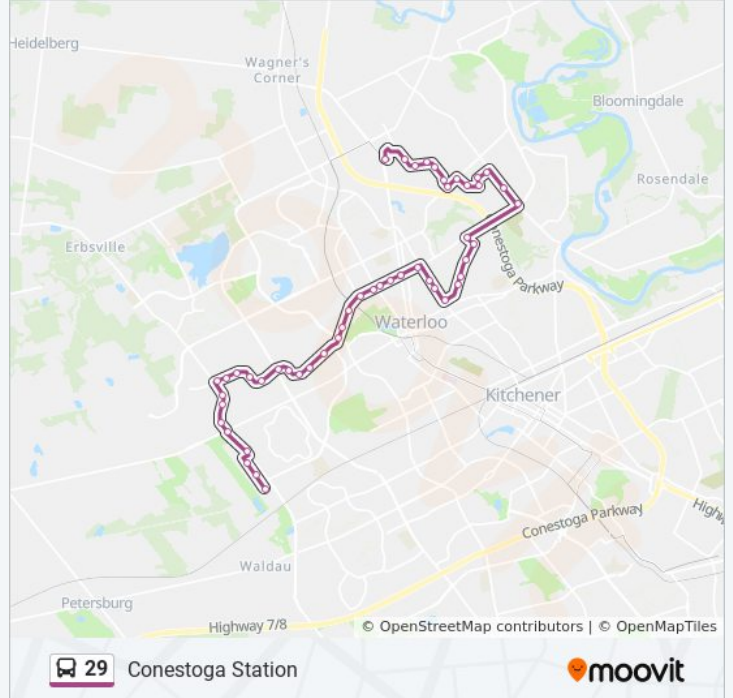 Heidelberg
Wagner's
Corner
Bloomingdale
Rosendale
Erbsville
Conestoga Parkway
Waterloo
Kitchener
Conestoga Parkway
Highw
Waldau
Petersburg
Highway 7/8
© OpenStreetMap contributors | © OpenMapTiles
29 Conestoga Station
moovit